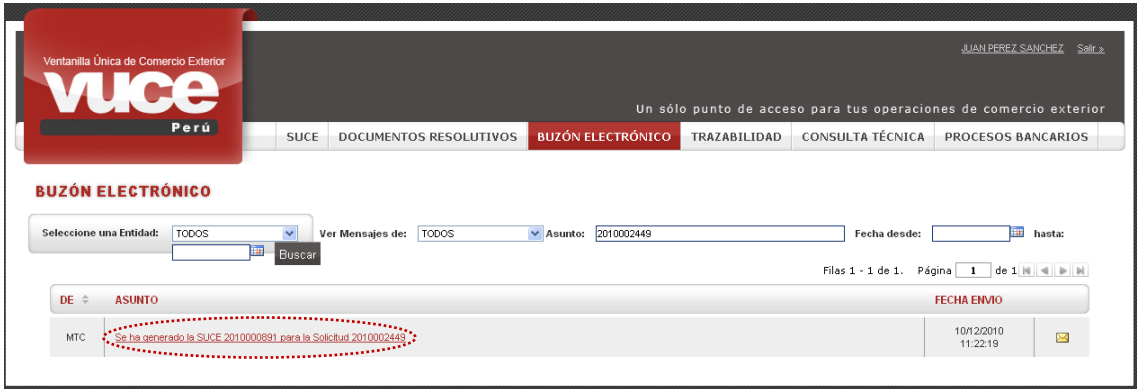 JUAN PEREZ SANCHEZ Salir »
Ventanilla Única de Comercio Exterior
vuce
Perú
Un sólo punto de acceso para tus operaciones de comercio exterior
SUCE DOCUMENTOS RESOLUTIVOS BUZÓN ELECTRÓNICO TRAZABILIDAD CONSULTA TÉCNICA PROCESOS BANCARIOS
BUZÓN ELECTRÓNICO
Seleccione una Entidad: TODOS Ver Mensajes de: TODOS Asunto: 2010002449 Fecha desde: hasta:
Buscar
Filas 1 - 1 de 1. Página 1 de 1
DE ASUNTO FECHA ENVIO
MTC Se ha generado la SUCE 2010000891 para la Solicitud 2010002449 10/12/2010
11:22:19